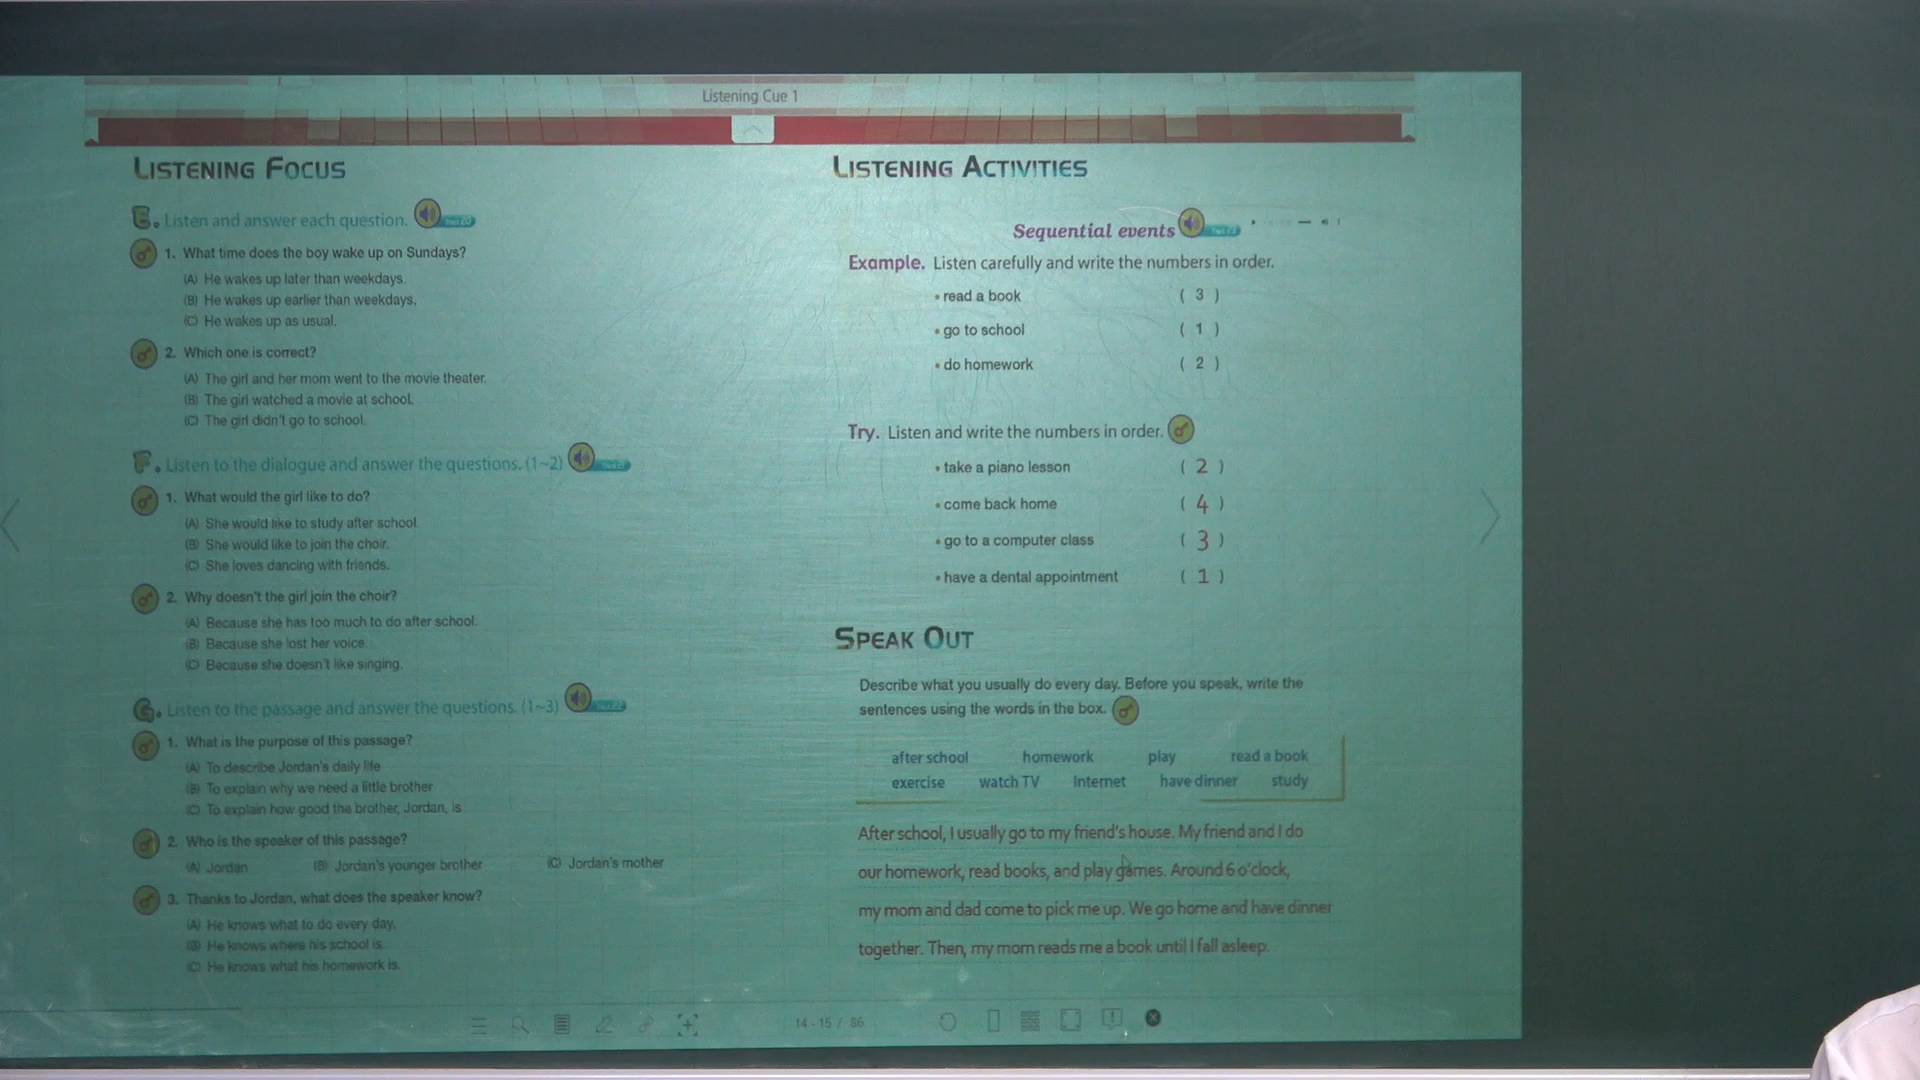 Listening Cue 1
LISTENING FOCUS
E. Listen and answer each question.
1. What time does the boy wake up on Sundays?
(A) He wakes up later than weekdays.
(B) He wakes up earlier than weekdays.
(C) He wakes up as usual.
2. Which one is correct?
(A) The girl and her mom went to the movie theater.
(B) The girl watched a movie at school.
(C) The girl didn't go to school.
F. Listen to the dialogue and answer the questions. (1~2)
1. What would the girl like to do?
(A) She would like to study after school.
(B) She would like to join the choir.
(C) She loves dancing with friends.
2. Why doesn't the girl join the choir?
(A) Because she has too much to do after school.
(B) Because she lost her voice.
(C) Because she doesn't like singing.
G. Listen to the passage and answer the questions. (1~3)
1. What is the purpose of this passage?
(A) To describe Jordan's daily life
(B) To explain why we need a little brother
(C) To explain how good the brother, Jordan, is
2. Who is the speaker of this passage?
(A) Jordan (B) Jordan's younger brother (C) Jordan's mother
3. Thanks to Jordan, what does the speaker know?
(A) He knows what to do every day.
(B) He knows where his school is.
(C) He knows what his homework is.
LISTENING ACTIVITIES
Sequential events
Example. Listen carefully and write the numbers in order.
• read a book ( 3 )
• go to school ( 1 )
• do homework ( 2 )
Try. Listen and write the numbers in order.
• take a piano lesson ( 2 )
• come back home ( 4 )
• go to a computer class ( 3 )
• have a dental appointment ( 1 )
SPEAK OUT
Describe what you usually do every day. Before you speak, write the
sentences using the words in the box.
after school homework play read a book
exercise watch TV Internet have dinner study
After school, I usually go to my friend's house. My friend and I do
our homework, read books, and play games. Around 6 o'clock,
my mom and dad come to pick me up. We go home and have dinner
together. Then, my mom reads me a book until I fall asleep.
14 - 15 / 86